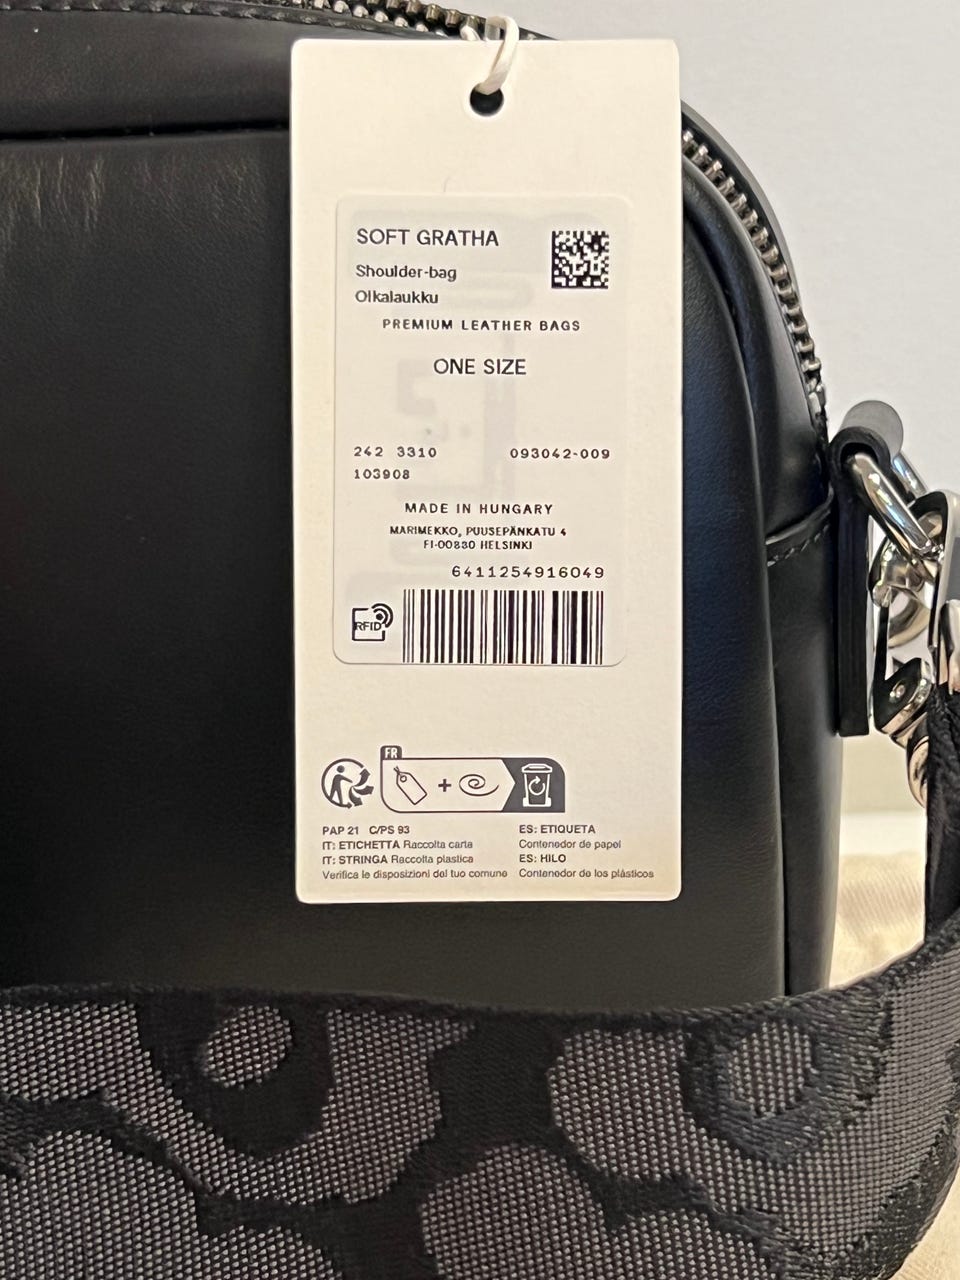 SOFT GRATHA
Shoulder-bag
Olkalaukku
PREMIUM LEATHER BAGS
ONE SIZE
242 3310 093042-009
103908
MADE IN HUNGARY
MARIMEKKO, PUUSEPÄNKATU 4
FI-00880 HELSINKI
6411254916049
RFID
FR
PAP 21 C/PS 93
IT: ETICHETTA Raccolta carta
IT: STRINGA Raccolta plastica
Verifica le disposizioni del tuo comune
ES: ETIQUETA
Contenedor de papel
ES: HILO
Contenedor de los plásticos